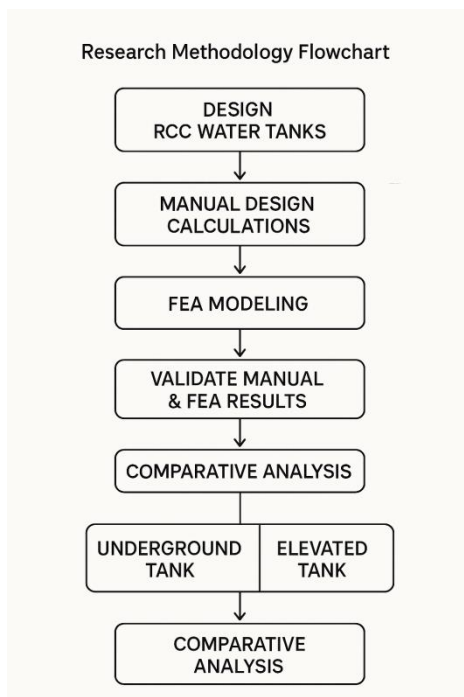 Research Methodology Flowchart
DESIGN
RCC WATER TANKS
MANUAL DESIGN
CALCULATIONS
FEA MODELING
VALIDATE MANUAL
& FEA RESULTS
COMPARATIVE ANALYSIS
UNDERGROUND
TANK
ELEVATED
TANK
COMPARATIVE
ANALYSIS